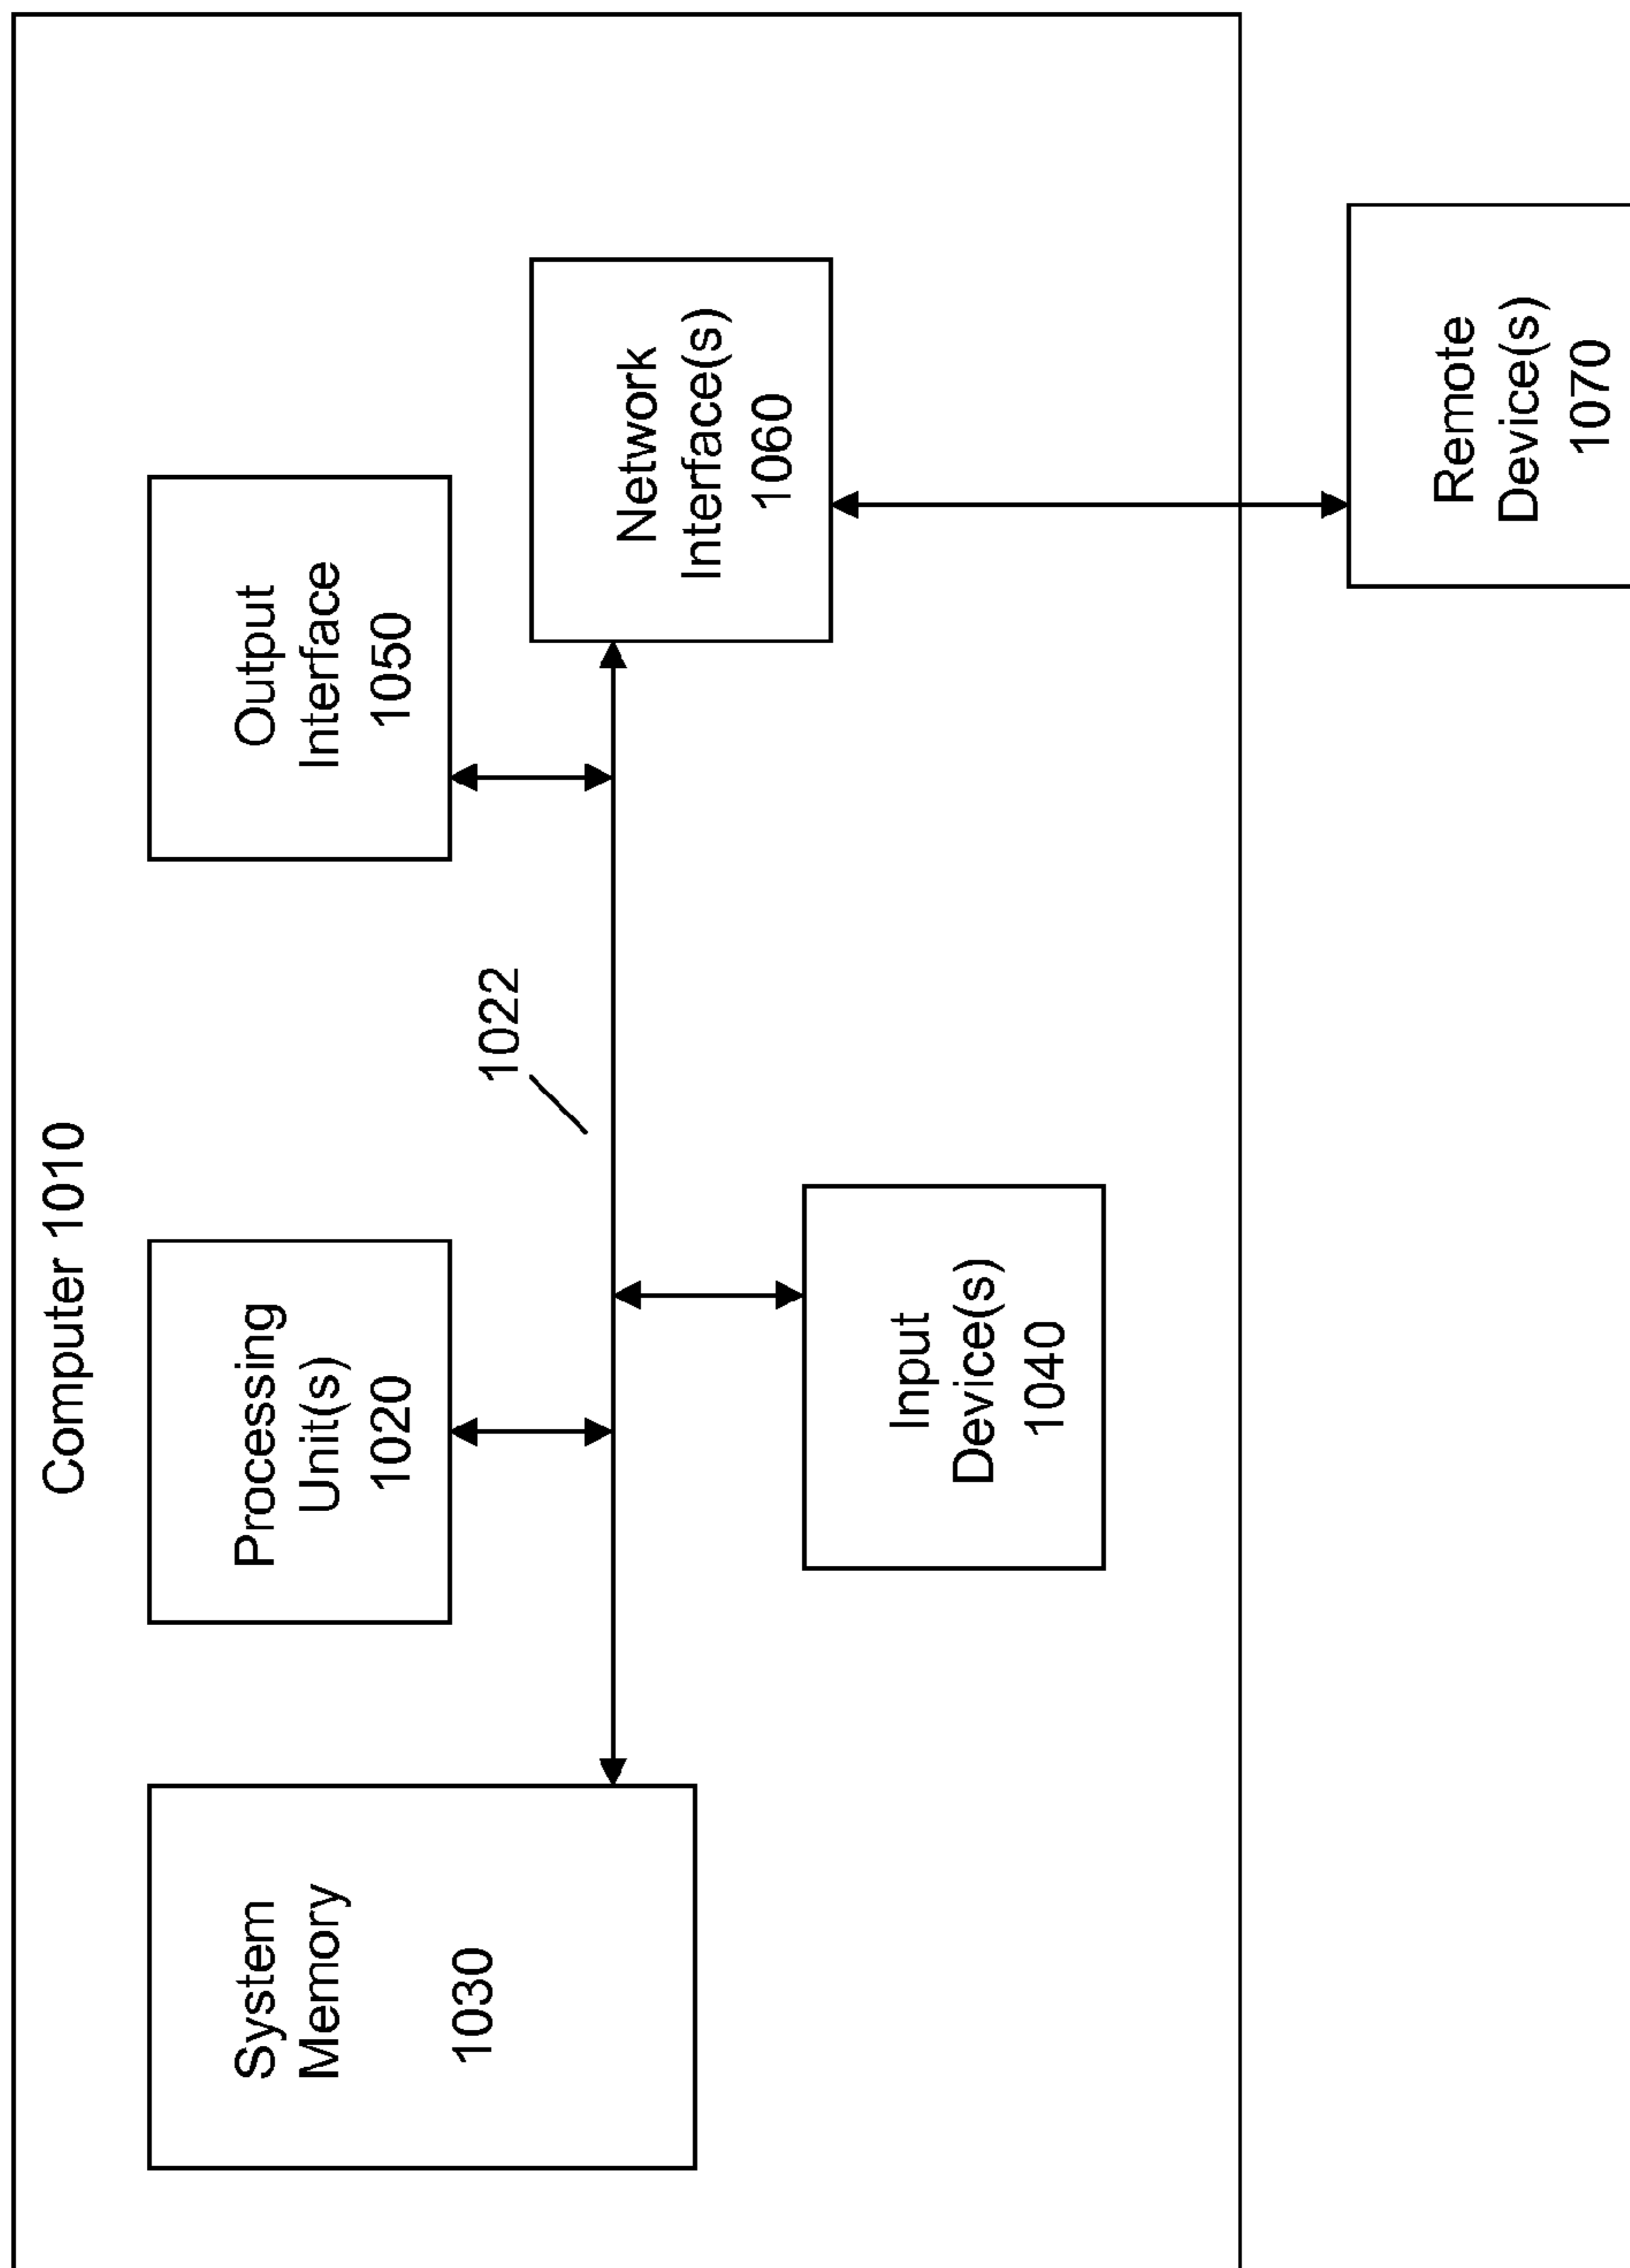 Computer 1010
System
Memory
1030
Processing
Unit(s)
1020
Output
Interface
1050
1022
Network
Interface(s)
1060
Input
Device(s)
1040
Remote
Device(s)
1070